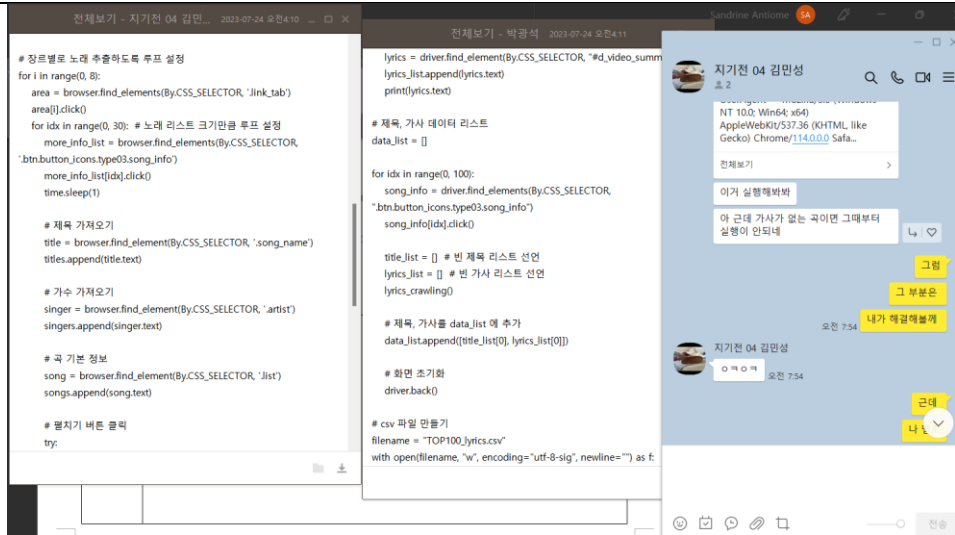 전체보기 - 지기전 04 김민... 2023-07-24 오전4:10
# 장르별로 노래 추출하도록 루프 설정
for i in range(0, 8):
area = browser.find_elements(By.CSS_SELECTOR, '.link_tab')
area[i].click()
for idx in range(0, 30): # 노래 리스트 크기만큼 루프 설정
more_info_list = browser.find_elements(By.CSS_SELECTOR,
'.btn.button_icons.type03.song_info')
more_info_list[idx].click()
time.sleep(1)
# 제목 가져오기
title = browser.find_element(By.CSS_SELECTOR, '.song_name')
titles.append(title.text)
# 가수 가져오기
singer = browser.find_element(By.CSS_SELECTOR, '.artist')
singers.append(singer.text)
# 곡 기본 정보
song = browser.find_element(By.CSS_SELECTOR, '.list')
songs.append(song.text)
# 펼치기 버튼 클릭
try:
전체보기 - 박광석 2023-07-24 오전4:11
lyrics = driver.find_element(By.CSS_SELECTOR, "#d_video_summ
lyrics_list.append(lyrics.text)
print(lyrics.text)
# 제목, 가사 데이터 리스트
data_list = []
for idx in range(0, 100):
song_info = driver.find_elements(By.CSS_SELECTOR,
".btn.button_icons.type03.song_info")
song_info[idx].click()
title_list = [] # 빈 제목 리스트 선언
lyrics_list = [] # 빈 가사 리스트 선언
lyrics_crawling()
# 제목, 가사를 data_list 에 추가
data_list.append([title_list[0], lyrics_list[0]])
# 화면 초기화
driver.back()
# csv 파일 만들기
filename = "TOP100_lyrics.csv"
with open(filename, "w", encoding="utf-8-sig", newline="") as f:
Sandrine Antiome SA
지기전 04 김민성
2
NT 10.0; Win64; x64)
AppleWebKit/537.36 (KHTML, like
Gecko) Chrome/114.0.0.0 Safa...
전체보기
이거 실행해봐봐
아 근데 가사가 없는 곡이면 그때부터
실행이 안되네
그럼
그 부분은
내가 해결해볼께
오전 7:54
지기전 04 김민성
ㅇㅋㅇㅋ
오전 7:54
근데
나
전송